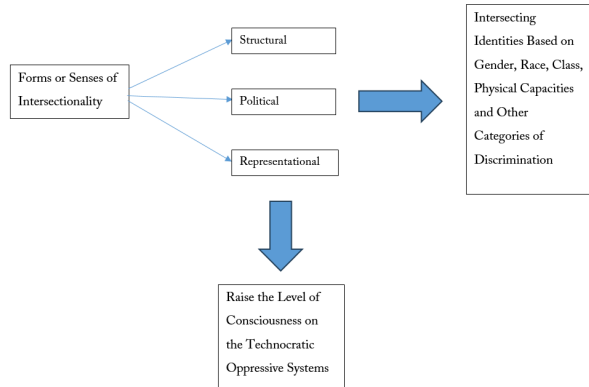 Forms or Senses of
Intersectionality
Structural
Political
Representational
Intersecting
Identities Based on
Gender, Race, Class,
Physical Capacities
and Other
Categories of
Discrimination
Raise the Level of
Consciousness on
the Technocratic
Oppressive Systems